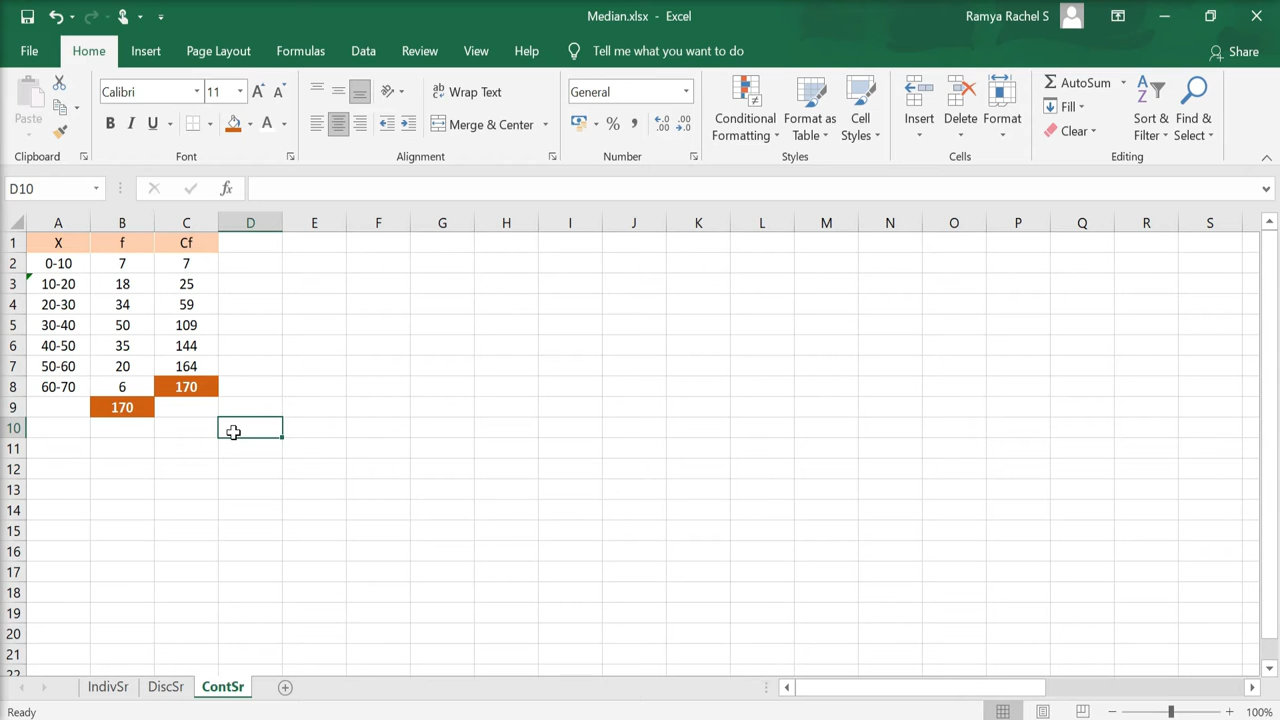 Median.xlsx - Excel
Ramya Rachel S
File Home Insert Page Layout Formulas Data Review View Help Tell me what you want to do Share
Paste
Clipboard
Calibri 11
B I U A
Font
Wrap Text
Merge & Center
Alignment
General
% ,
Number
Conditional Formatting
Format as Table
Cell Styles
Styles
Insert
Delete
Format
Cells
AutoSum
Fill
Clear
Sort & Filter
Find & Select
Editing
D10
fx
A B C D E F G H I J K L M N O P Q R S
1 X f Cf
2 0-10 7 7
3 10-20 18 25
4 20-30 34 59
5 30-40 50 109
6 40-50 35 144
7 50-60 20 164
8 60-70 6 170
9 170
10
11
12
13
14
15
16
17
18
19
20
21
22
IndivSr DiscSr ContSr
Ready
100%